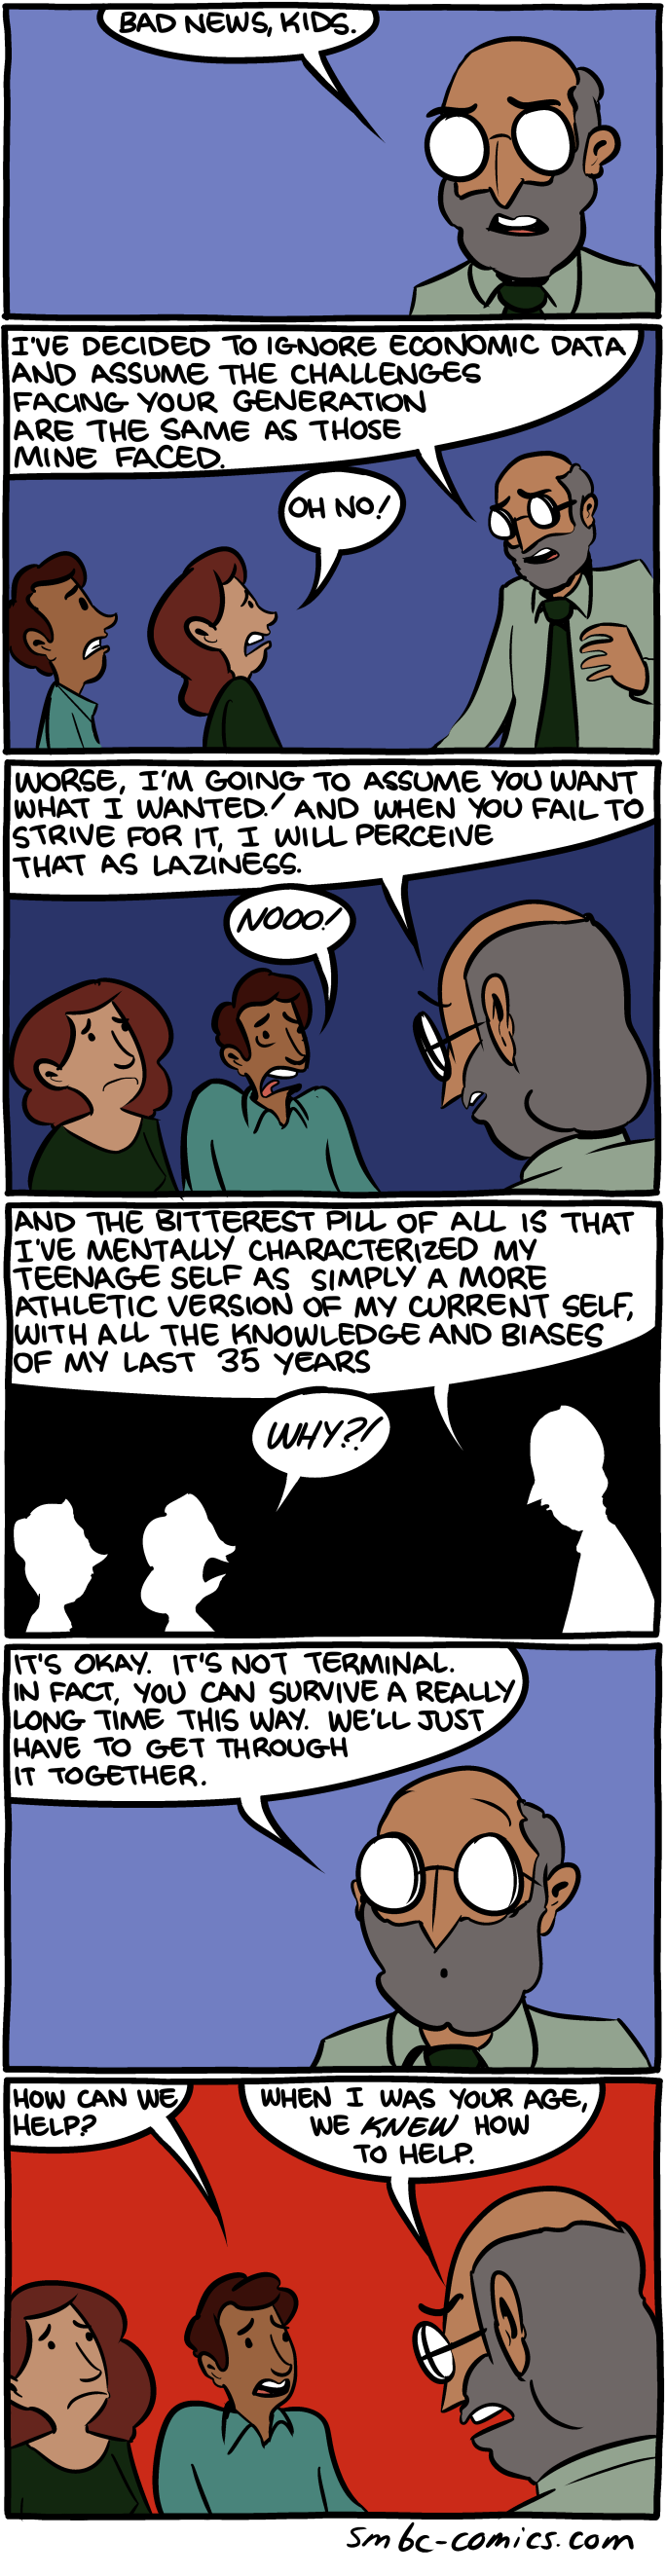 BAD NEWS, KIDS.
I'VE DECIDED TO IGNORE ECONOMIC DATA
AND ASSUME THE CHALLENGES
FACING YOUR GENERATION
ARE THE SAME AS THOSE
MINE FACED.
OH NO!
WORSE, I'M GOING TO ASSUME YOU WANT
WHAT I WANTED! AND WHEN YOU FAIL TO
STRIVE FOR IT, I WILL PERCEIVE
THAT AS LAZINESS.
NOOO!
AND THE BITTEREST PILL OF ALL IS THAT
I'VE MENTALLY CHARACTERIZED MY
TEENAGE SELF AS SIMPLY A MORE
ATHLETIC VERSION OF MY CURRENT SELF,
WITH ALL THE KNOWLEDGE AND BIASES
OF MY LAST 35 YEARS
WHY?!
IT'S OKAY. IT'S NOT TERMINAL.
IN FACT, YOU CAN SURVIVE A REALLY
LONG TIME THIS WAY. WE'LL JUST
HAVE TO GET THROUGH
IT TOGETHER.
HOW CAN WE
HELP?
WHEN I WAS YOUR AGE,
WE KNEW HOW
TO HELP.
smbc-comics.com